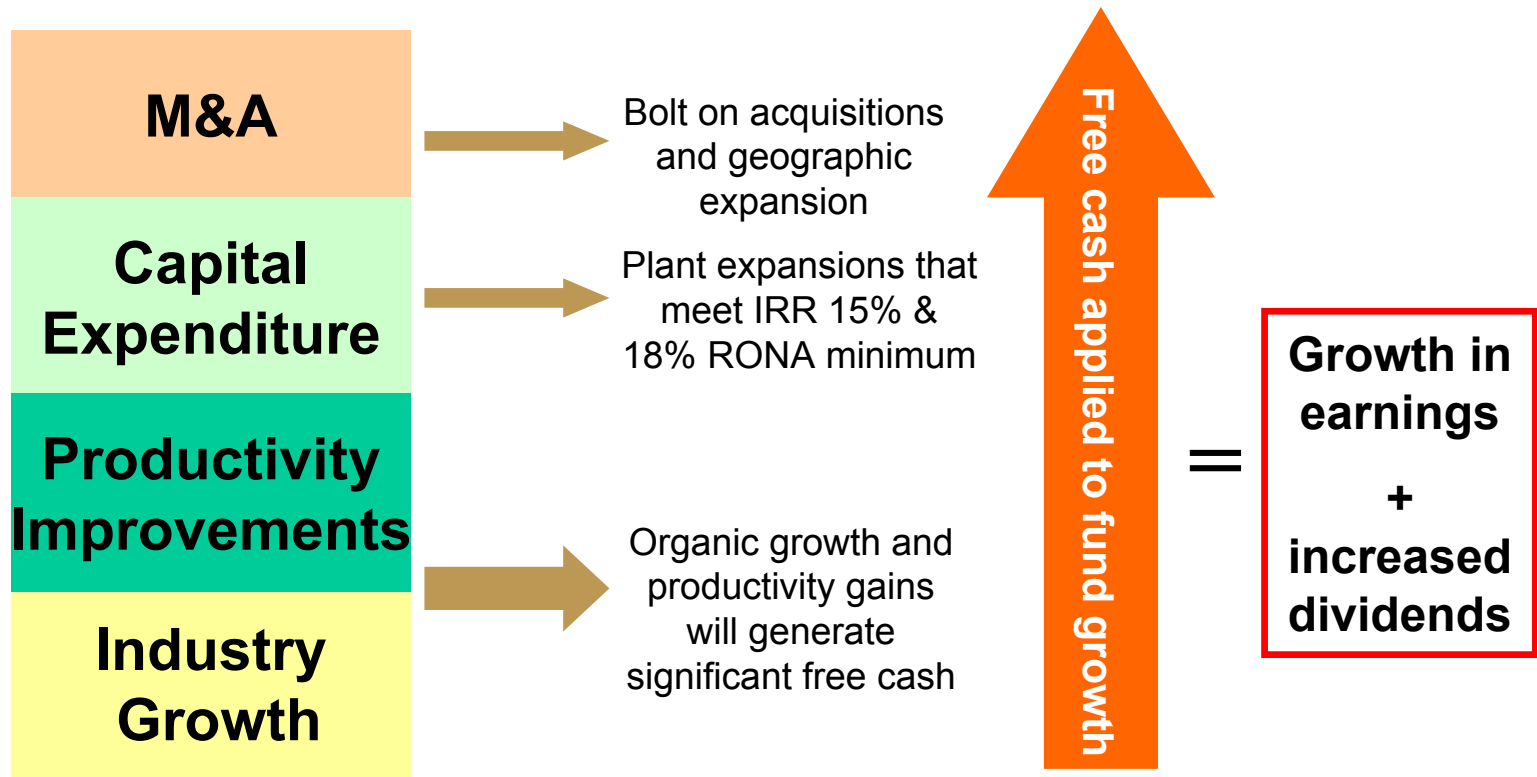 M&A
Bolt on acquisitions
and geographic
expansion
Capital
Expenditure
Plant expansions that
meet IRR 15% &
18% RONA minimum
Productivity
Improvements
Industry
Growth
Organic growth and
productivity gains
will generate
significant free cash
Free cash applied to fund growth
=
Growth in
earnings
+
increased
dividends